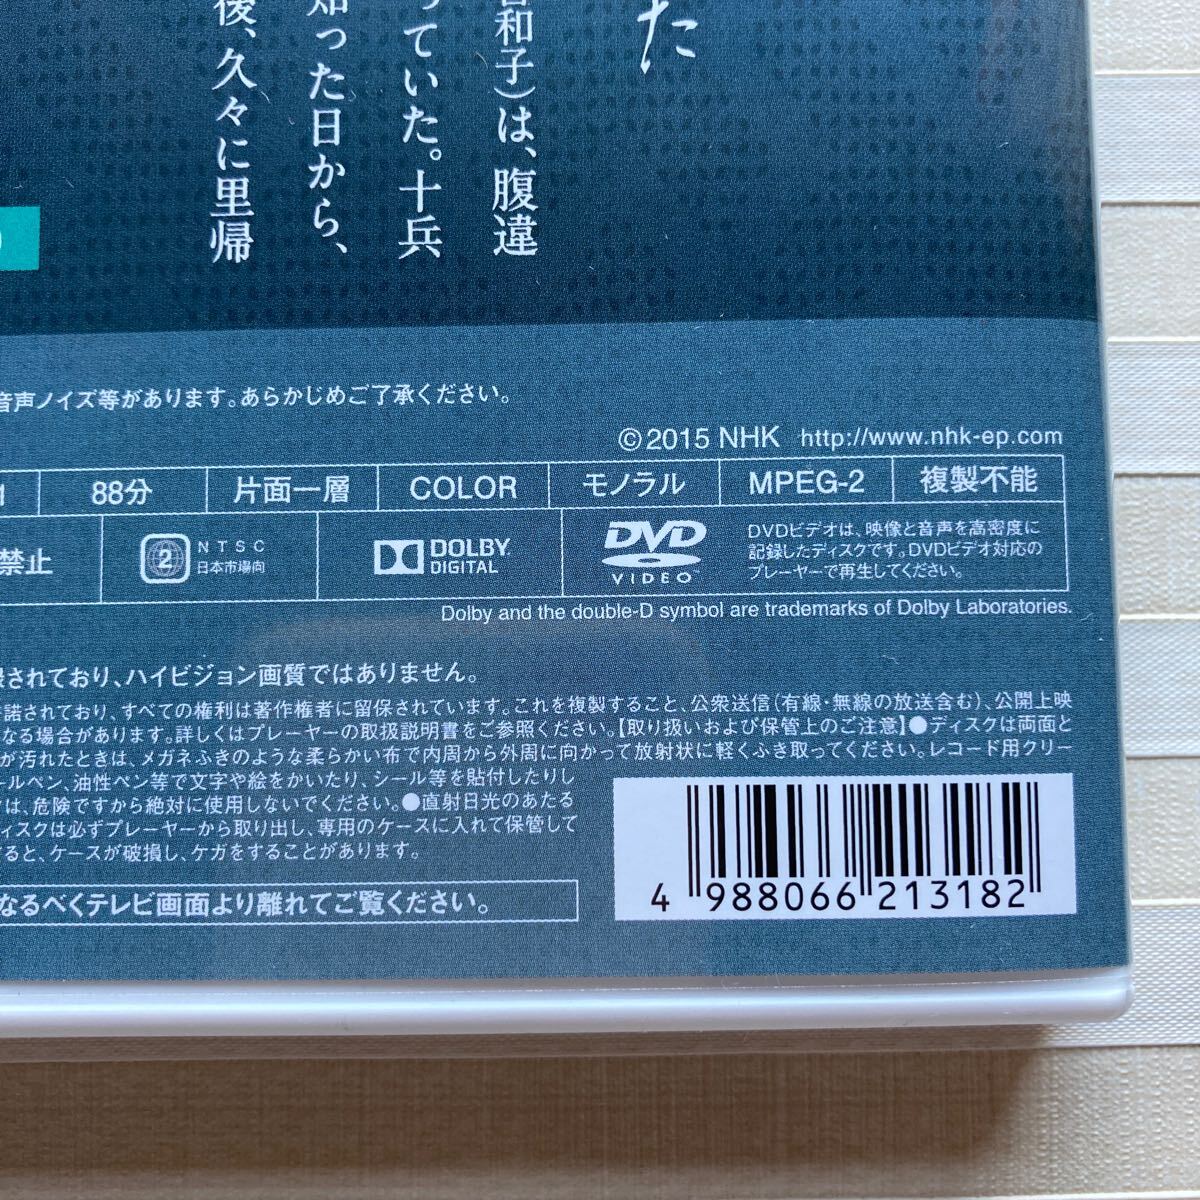 た
和子)は、腹違
っていた。十兵
知った日から、
後、久々に里帰
音声ノイズ等があります。あらかじめご了承ください。
©2015 NHK http://www.nhk-ep.com
88分 片面一層 COLOR モノラル MPEG-2 複製不能
禁止
2 NTSC
日本市場向
DOLBY
DIGITAL
DVD
VIDEO
DVDビデオは、映像と音声を高密度に
記録したディスクです。DVDビデオ対応の
プレーヤーで再生してください。
Dolby and the double-D symbol are trademarks of Dolby Laboratories.
されており、ハイビジョン画質ではありません。
諾されており、すべての権利は著作権者に留保されています。これを複製すること、公衆送信(有線・無線の放送含む)、公開上映
なる場合があります。詳しくはプレーヤーの取扱説明書をご参照ください。【取り扱いおよび保管上のご注意】●ディスクは両面と
が汚れたときは、メガネふきのような柔らかい布で内周から外周に向かって放射状に軽くふき取ってください。レコード用クリー
ールペン、油性ペン等で文字や絵をかいたり、シール等を貼付したりし
は、危険ですから絶対に使用しないでください。●直射日光のあたる
ィスクは必ずプレーヤーから取り出し、専用のケースに入れて保管して
すると、ケースが破損し、ケガをすることがあります。
なるべくテレビ画面より離れてご覧ください。
4 988066 213182